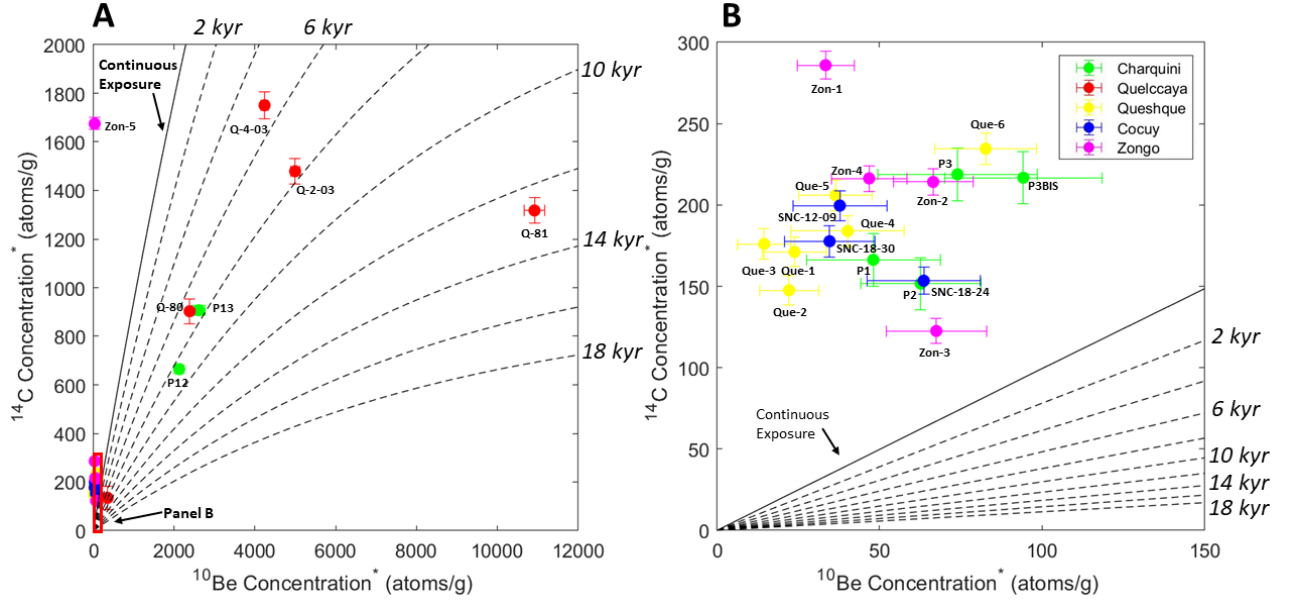 A
2 kyr
6 kyr
2000
1800
1600
1400
1200
1000
800
600
400
200
0
14C Concentration* (atoms/g)
Continuous
Exposure
Zon-5
Q-4-03
Q-2-03
Q-81
Q-80
P13
P12
Panel B
10 kyr
14 kyr
18 kyr
0
2000
4000
6000
8000
10000
12000
10Be Concentration* (atoms/g)
B
300
250
200
150
100
50
0
14C Concentration* (atoms/g)
Charquini
Quelccaya
Queshque
Cocuy
Zongo
Zon-1
Que-6
P3
P3BIS
Zon-4
Zon-2
Que-5
SNC-12-09
Que-4
SNC-18-30
Que-3
Que-1
P1
Que-2
P2
SNC-18-24
Zon-3
Continuous
Exposure
2 kyr
6 kyr
10 kyr
14 kyr
18 kyr
0
50
100
150
10Be Concentration* (atoms/g)